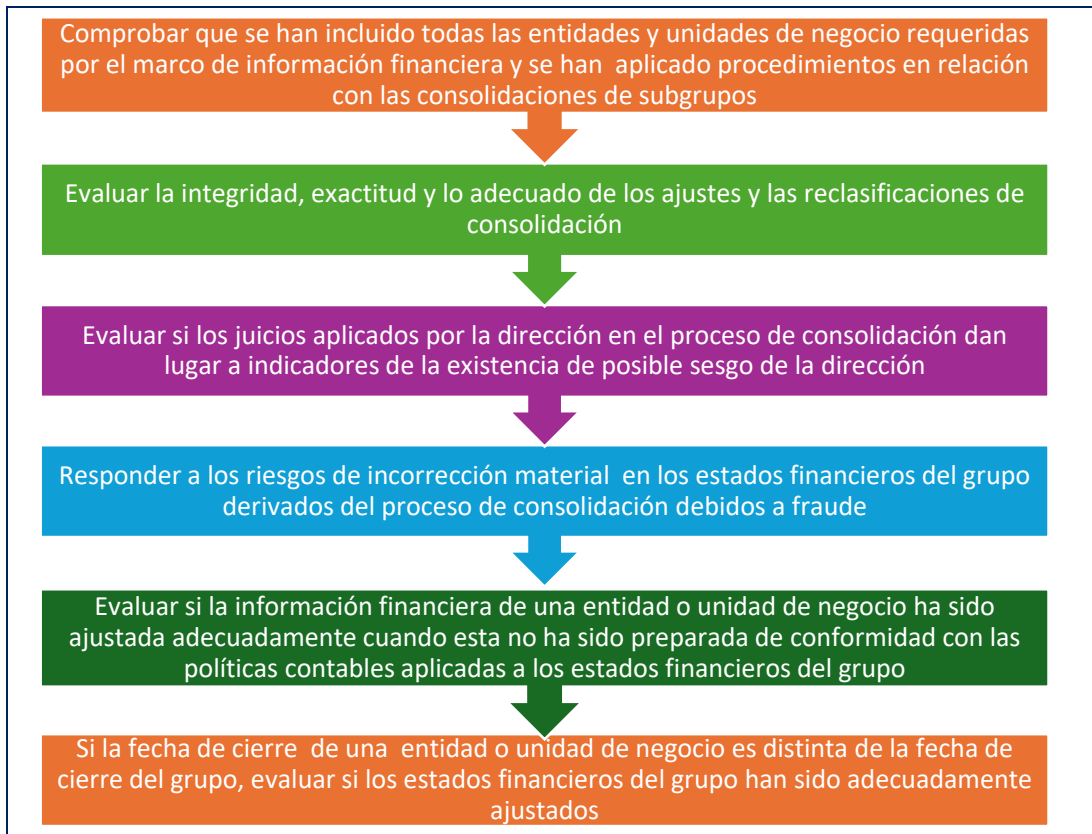 Comprobar que se han incluido todas las entidades y unidades de negocio requeridas
por el marco de información financiera y se han aplicado procedimientos en relación
con las consolidaciones de subgrupos
Evaluar la integridad, exactitud y lo adecuado de los ajustes y las reclasificaciones de
consolidación
Evaluar si los juicios aplicados por la dirección en el proceso de consolidación dan
lugar a indicadores de la existencia de posible sesgo de la dirección
Responder a los riesgos de incorrección material en los estados financieros del grupo
derivados del proceso de consolidación debidos a fraude
Evaluar si la información financiera de una entidad o unidad de negocio ha sido
ajustada adecuadamente cuando esta no ha sido preparada de conformidad con las
políticas contables aplicadas a los estados financieros del grupo
Si la fecha de cierre de una entidad o unidad de negocio es distinta de la fecha de
cierre del grupo, evaluar si los estados financieros del grupo han sido adecuadamente
ajustados